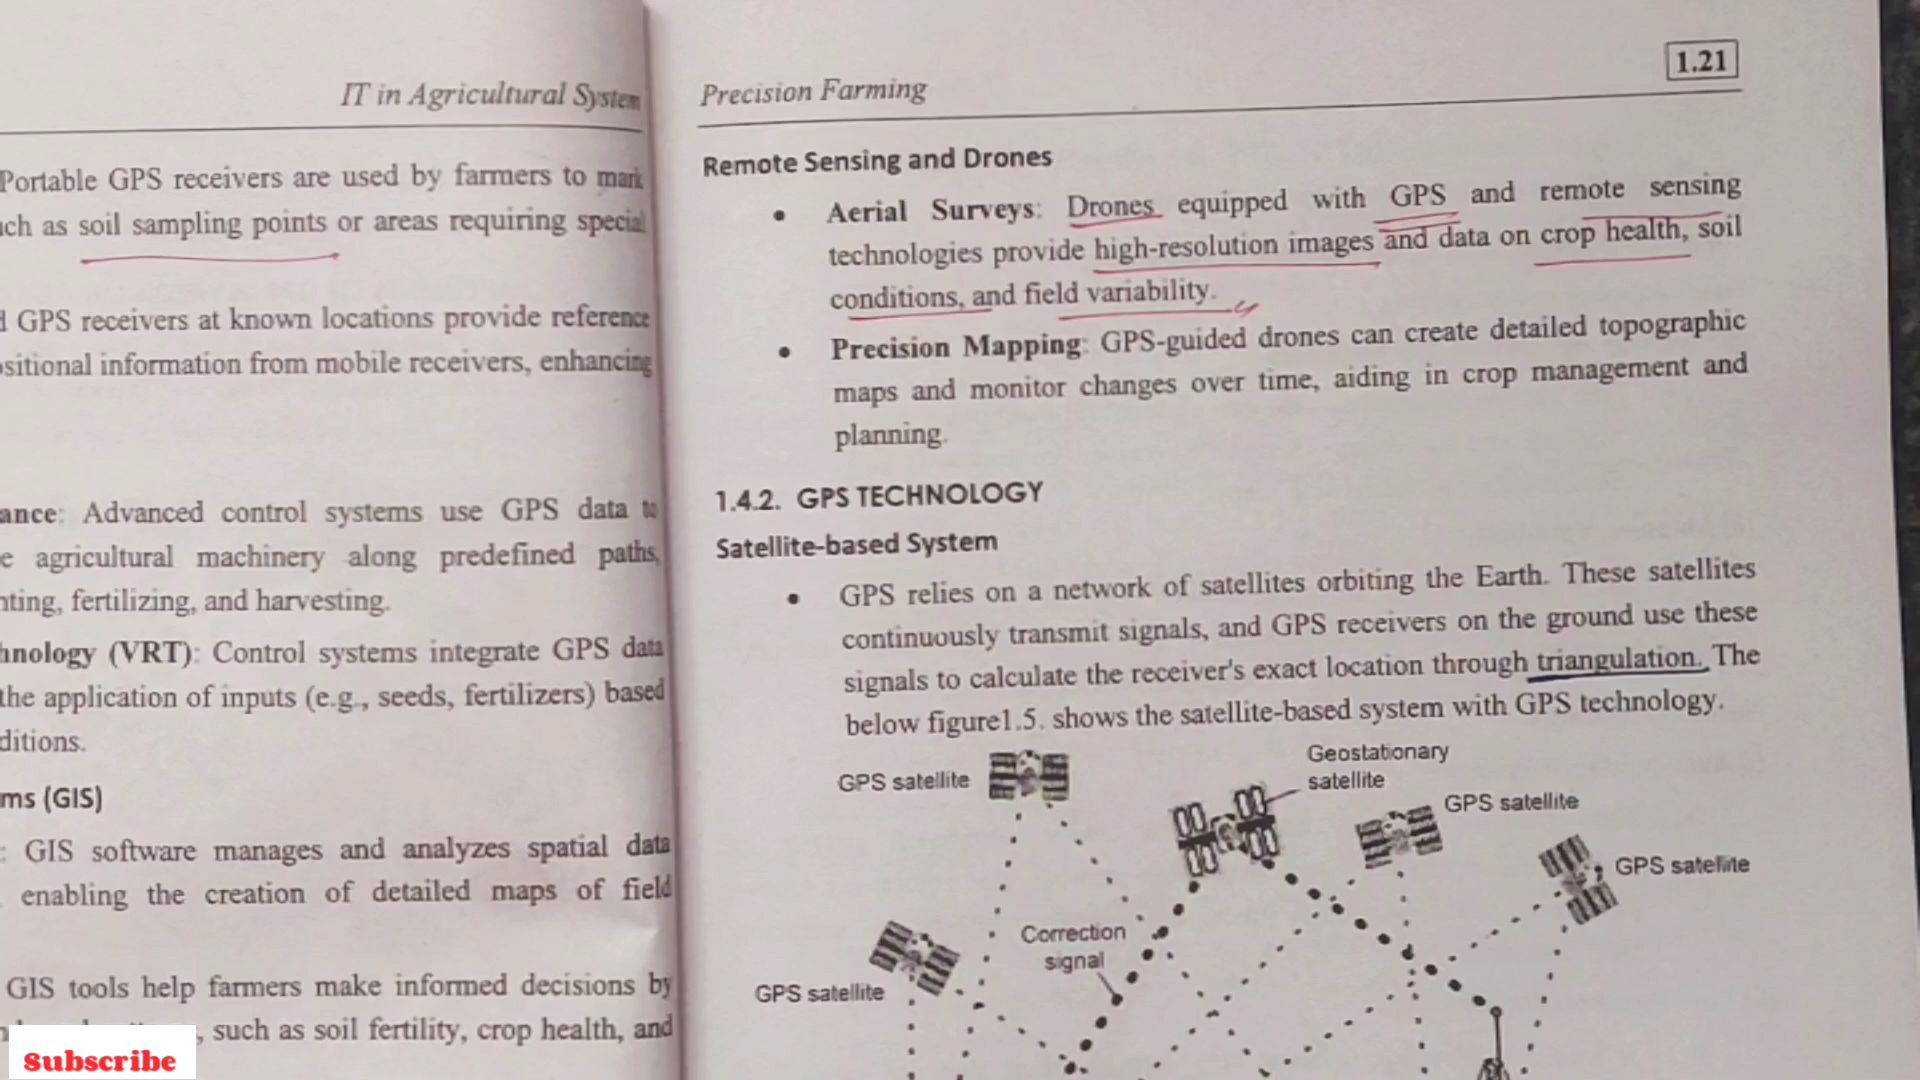 IT in Agricultural System
Portable GPS receivers are used by farmers to mark
as soil sampling points or areas requiring special
GPS receivers at known locations provide reference
information from mobile receivers, enhancing
Advanced control systems use GPS data to
agricultural machinery along predefined paths,
fertilizing, and harvesting.
(VRT): Control systems integrate GPS data
the application of inputs (e.g., seeds, fertilizers) based
(GIS)
: GIS software manages and analyzes spatial data
enabling the creation of detailed maps of field
GIS tools help farmers make informed decisions by
, such as soil fertility, crop health, and
Subscribe
Precision Farming
1.21
Remote Sensing and Drones
• Aerial Surveys: Drones equipped with GPS and remote sensing
technologies provide high-resolution images and data on crop health, soil
conditions, and field variability.
• Precision Mapping: GPS-guided drones can create detailed topographic
maps and monitor changes over time, aiding in crop management and
planning.
1.4.2. GPS TECHNOLOGY
Satellite-based System
• GPS relies on a network of satellites orbiting the Earth. These satellites
continuously transmit signals, and GPS receivers on the ground use these
signals to calculate the receiver's exact location through triangulation. The
below figure1.5. shows the satellite-based system with GPS technology.
GPS satellite
Geostationary
satellite
GPS satellite
GPS satellite
Correction
signal
GPS satellite